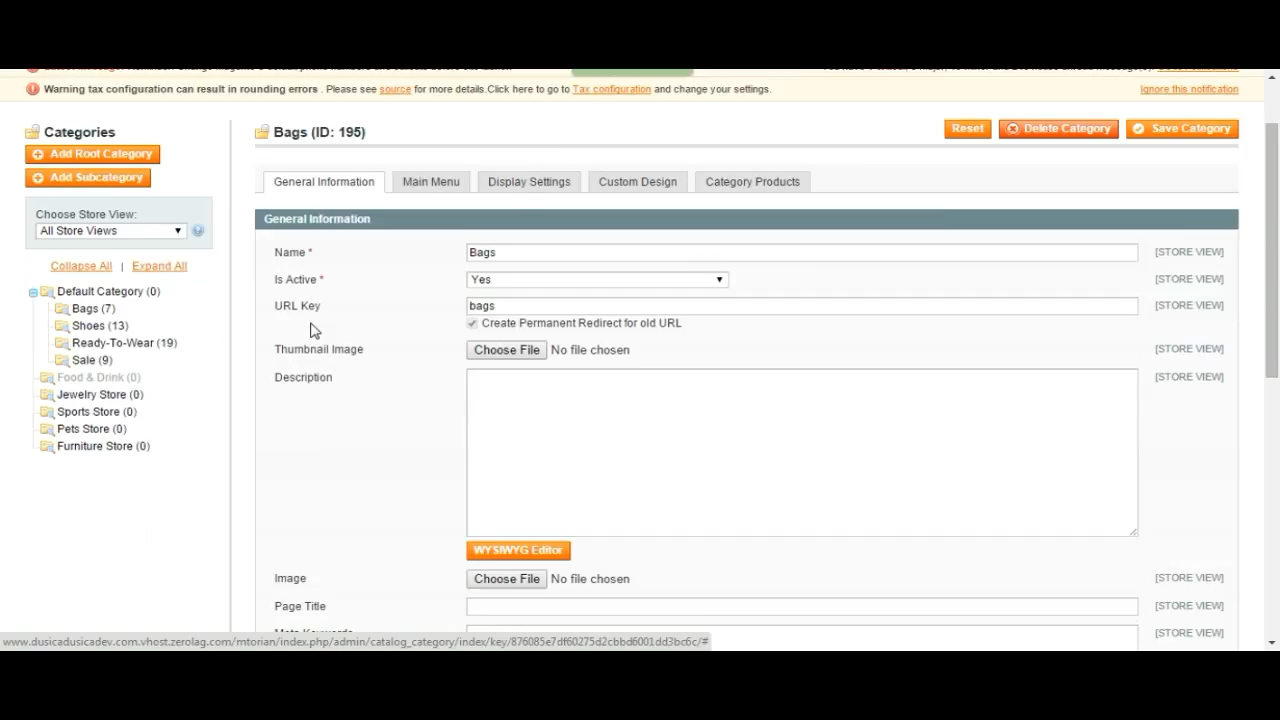 Warning tax configuration can result in rounding errors . Please see source for more details.Click here to go to Tax configuration and change your settings.
Ignore this notification
Categories
Add Root Category
Add Subcategory
Choose Store View:
All Store Views
Collapse All | Expand All
Default Category (0)
Bags (7)
Shoes (13)
Ready-To-Wear (19)
Sale (9)
Food & Drink (0)
Jewelry Store (0)
Sports Store (0)
Pets Store (0)
Furniture Store (0)
Bags (ID: 195)
Reset
Delete Category
Save Category
General Information
Main Menu
Display Settings
Custom Design
Category Products
General Information
Name *
Bags
[STORE VIEW]
Is Active *
Yes
[STORE VIEW]
URL Key
bags
[STORE VIEW]
Create Permanent Redirect for old URL
Thumbnail Image
Choose File No file chosen
[STORE VIEW]
Description
[STORE VIEW]
WYSIWYG Editor
Image
Choose File No file chosen
[STORE VIEW]
Page Title
[STORE VIEW]
Meta Keywords
[STORE VIEW]
www.dusicadusicadev.com.vhost.zerolag.com/mtorian/index.php/admin/catalog_category/index/key/876085e7df60275d2cbbd6001dd3bc6c/#